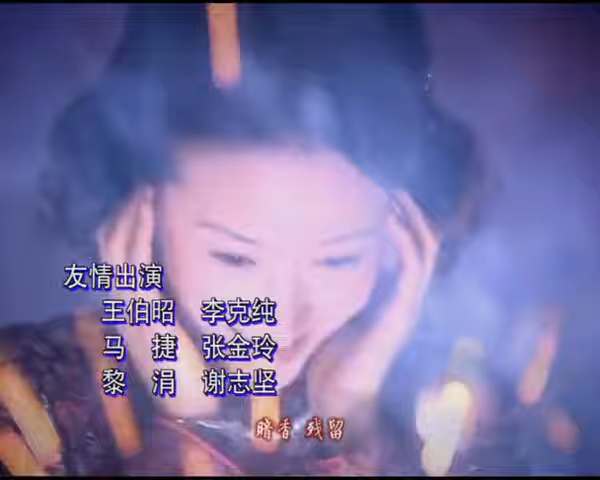 友情出演
王伯昭 李克纯
马 捷 张金玲
黎 涓 谢志坚
暗香 残留